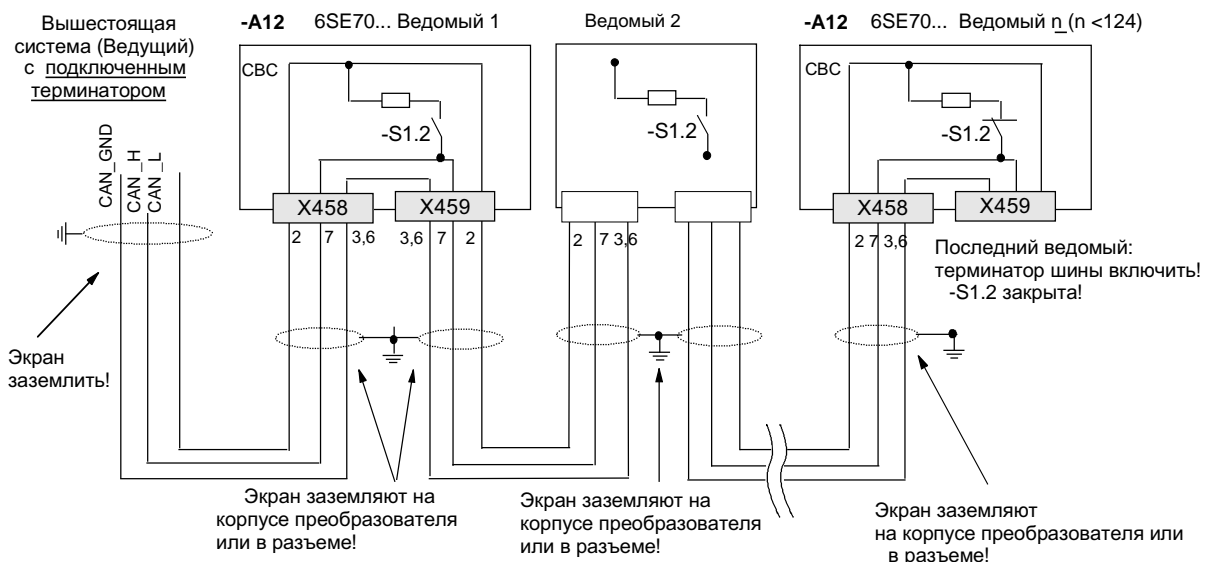 Вышестоящая
система (Ведущий)
с подключенным
терминатором
-A12 6SE70... Ведомый 1
Ведомый 2
-A12 6SE70... Ведомый n (n <124)
CBC
-S1.2
-S1.2
CBC
-S1.2
CAN_GND
CAN_H
CAN_L
X458
X459
X458
X459
2 7 3,6 3,6 7 2
2 7 3,6
2 7 3,6
Последний ведомый:
терминатор шины включить!
-S1.2 закрыта!
Экран
заземлить!
Экран заземляют на
корпусе преобразователя
или в разъеме!
Экран заземляют на
корпусе преобразователя
или в разъеме!
Экран заземляют
на корпусе преобразователя или
в разъеме!